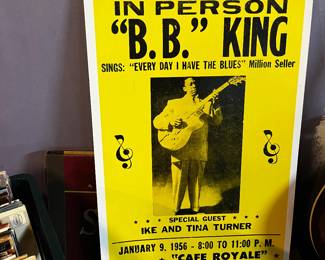 IN PERSON
"B.B." KING
SINGS: "EVERY DAY I HAVE THE BLUES" Million Seller
SPECIAL GUEST
IKE AND TINA TURNER
JANUARY 9, 1956 - 8:00 TO 11:00 P. M.
"CAFE ROYALE"